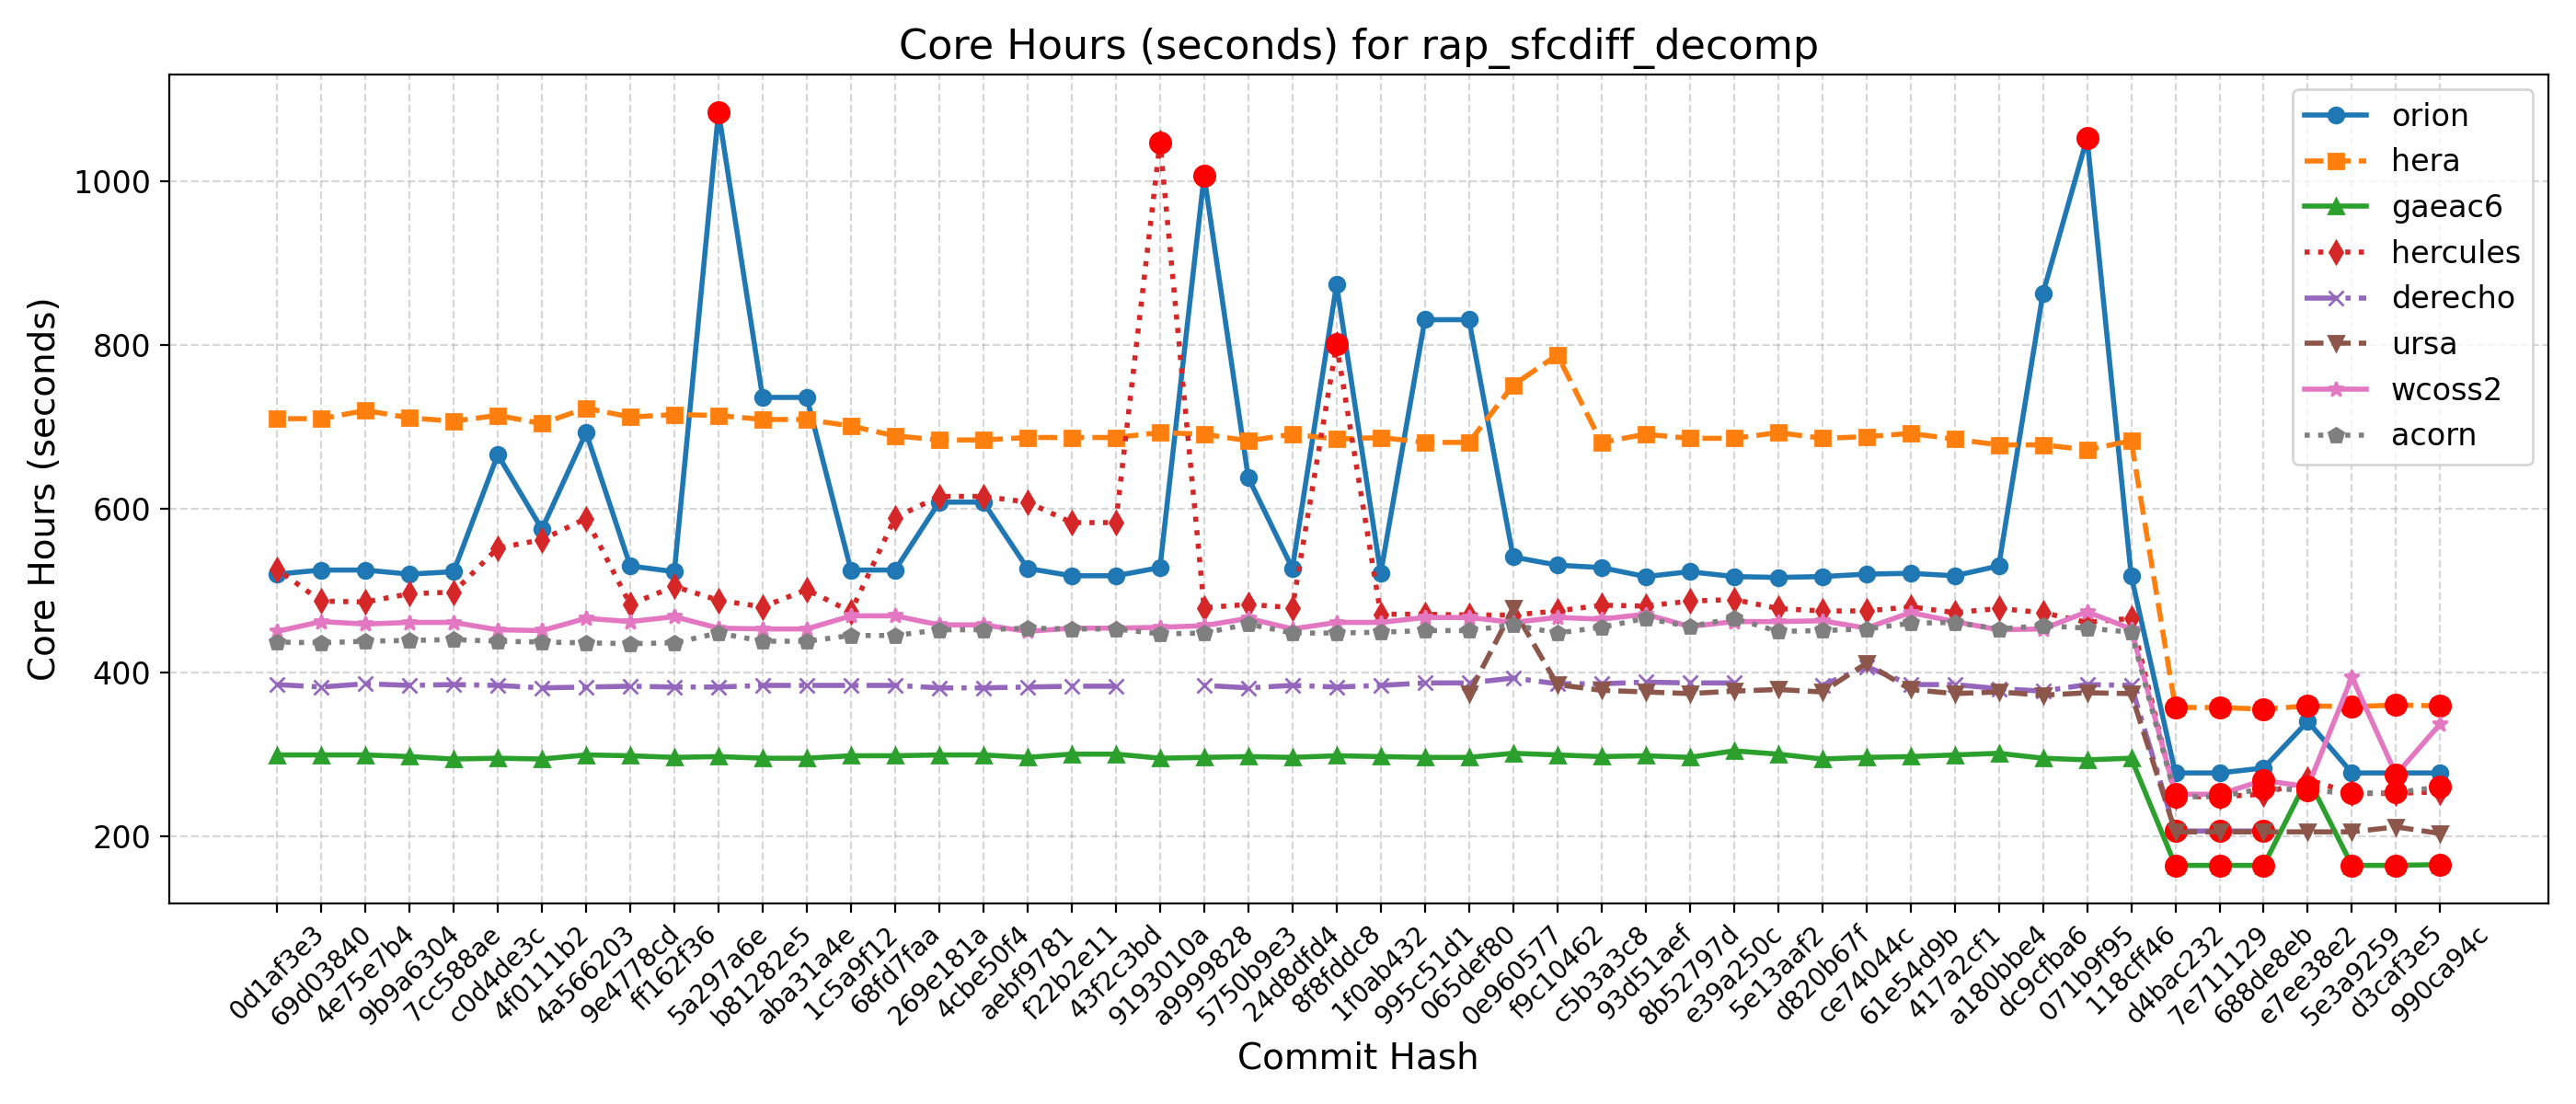 Core Hours (seconds) for rap_sfcdiff_decomp
Core Hours (seconds)
1000
800
600
400
200
orion
hera
gaeac6
hercules
derecho
ursa
wcoss2
acorn
0d1af3e3
69d03840
4e75e7b4
9b9a6304
7cc588ae
c0d4de3c
4f0111b2
4a566203
9e4778cd
ff162f36
5a297a6e
b81282e5
aba31a4e
1c5a9f12
68fd7faa
269e181a
4cbe50f4
aebf9781
f22b2e11
43f2c3bd
9193010a
a9999828
5750b9e3
24d8dfd4
8f8fddc8
1f0ab432
995c51d1
065def80
0e960577
f9c10462
c5b3a3c8
93d51aef
8b52797d
e39a250c
5e13aaf2
d820b67f
ce74044c
61e54d9b
417a2cf1
a180bbe4
dc9cfba6
071b9f95
118cff46
d4bac232
7e711129
688de8eb
e7ee38e2
5e3a9259
d3caf3e5
990ca94c
Commit Hash